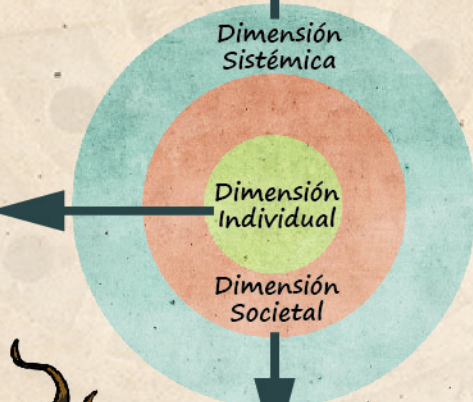 Dimensión
Sistémica
Dimensión
Individual
Dimensión
Societal